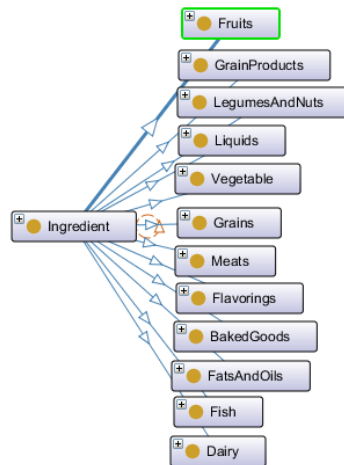 Fruits
GrainProducts
LegumesAndNuts
Liquids
Vegetable
Ingredient
Grains
Meats
Flavorings
BakedGoods
FatsAndOils
Fish
Dairy